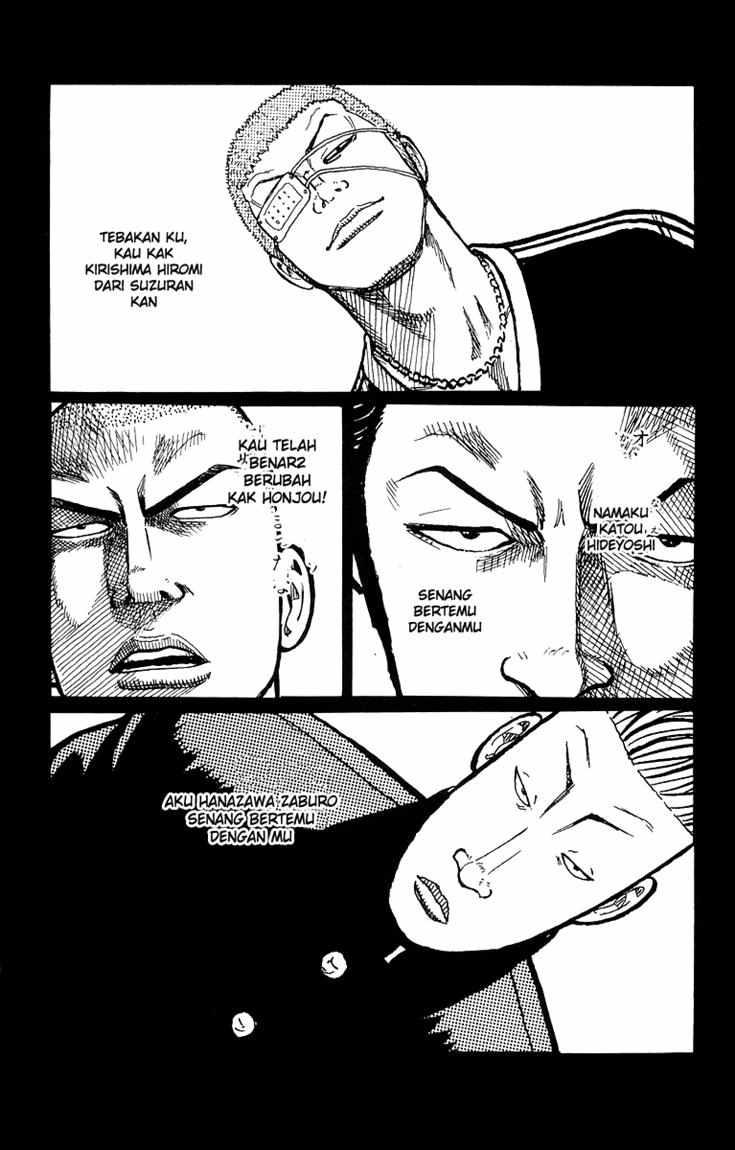 TEBAKAN KU,
KAU KAK
KIRISHIMA HIROMI
DARI SUZURAN
KAN
KAU TELAH
BENAR2
BERUBAH
KAK HONJOU!
NAMAKU
KATOU
HIDEYOSHI
オ
SENANG
BERTEMU
DENGANMU
AKU HANAZAWA ZABURO
SENANG BERTEMU
DENGAN MU